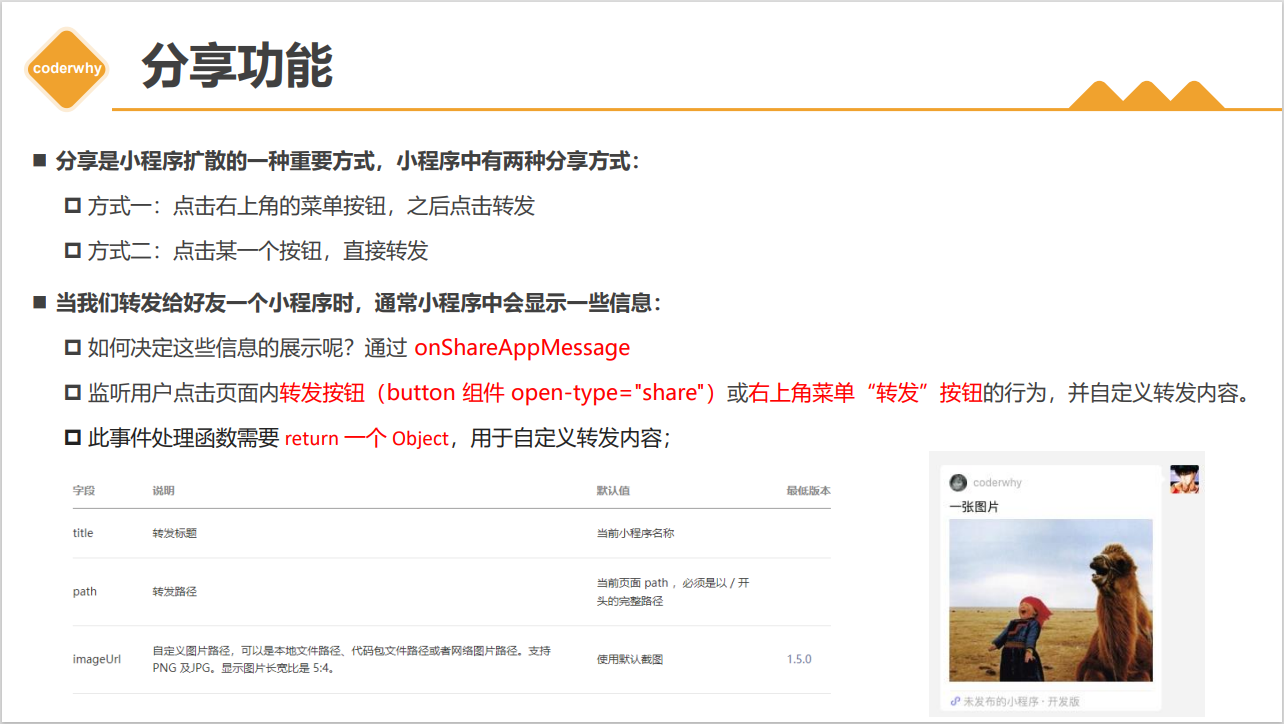 coderwhy
分享功能
分享是小程序扩散的一种重要方式，小程序中有两种分享方式：
方式一：点击右上角的菜单按钮，之后点击转发
方式二：点击某一个按钮，直接转发
当我们转发给好友一个小程序时，通常小程序中会显示一些信息：
如何决定这些信息的展示呢？通过 onShareAppMessage
监听用户点击页面内转发按钮（button 组件 open-type="share"）或右上角菜单“转发”按钮的行为，并自定义转发内容。
此事件处理函数需要 return 一个 Object，用于自定义转发内容；
字段 说明 默认值 最低版本
title 转发标题 当前小程序名称
path 转发路径 当前页面 path ，必须是以 / 开
头的完整路径
imageUrl 自定义图片路径，可以是本地文件路径、代码包文件路径或者网络图片路径。支持
PNG 及JPG。显示图片长宽比是 5:4。 使用默认截图 1.5.0
coderwhy
一张图片
未发布的小程序 · 开发版